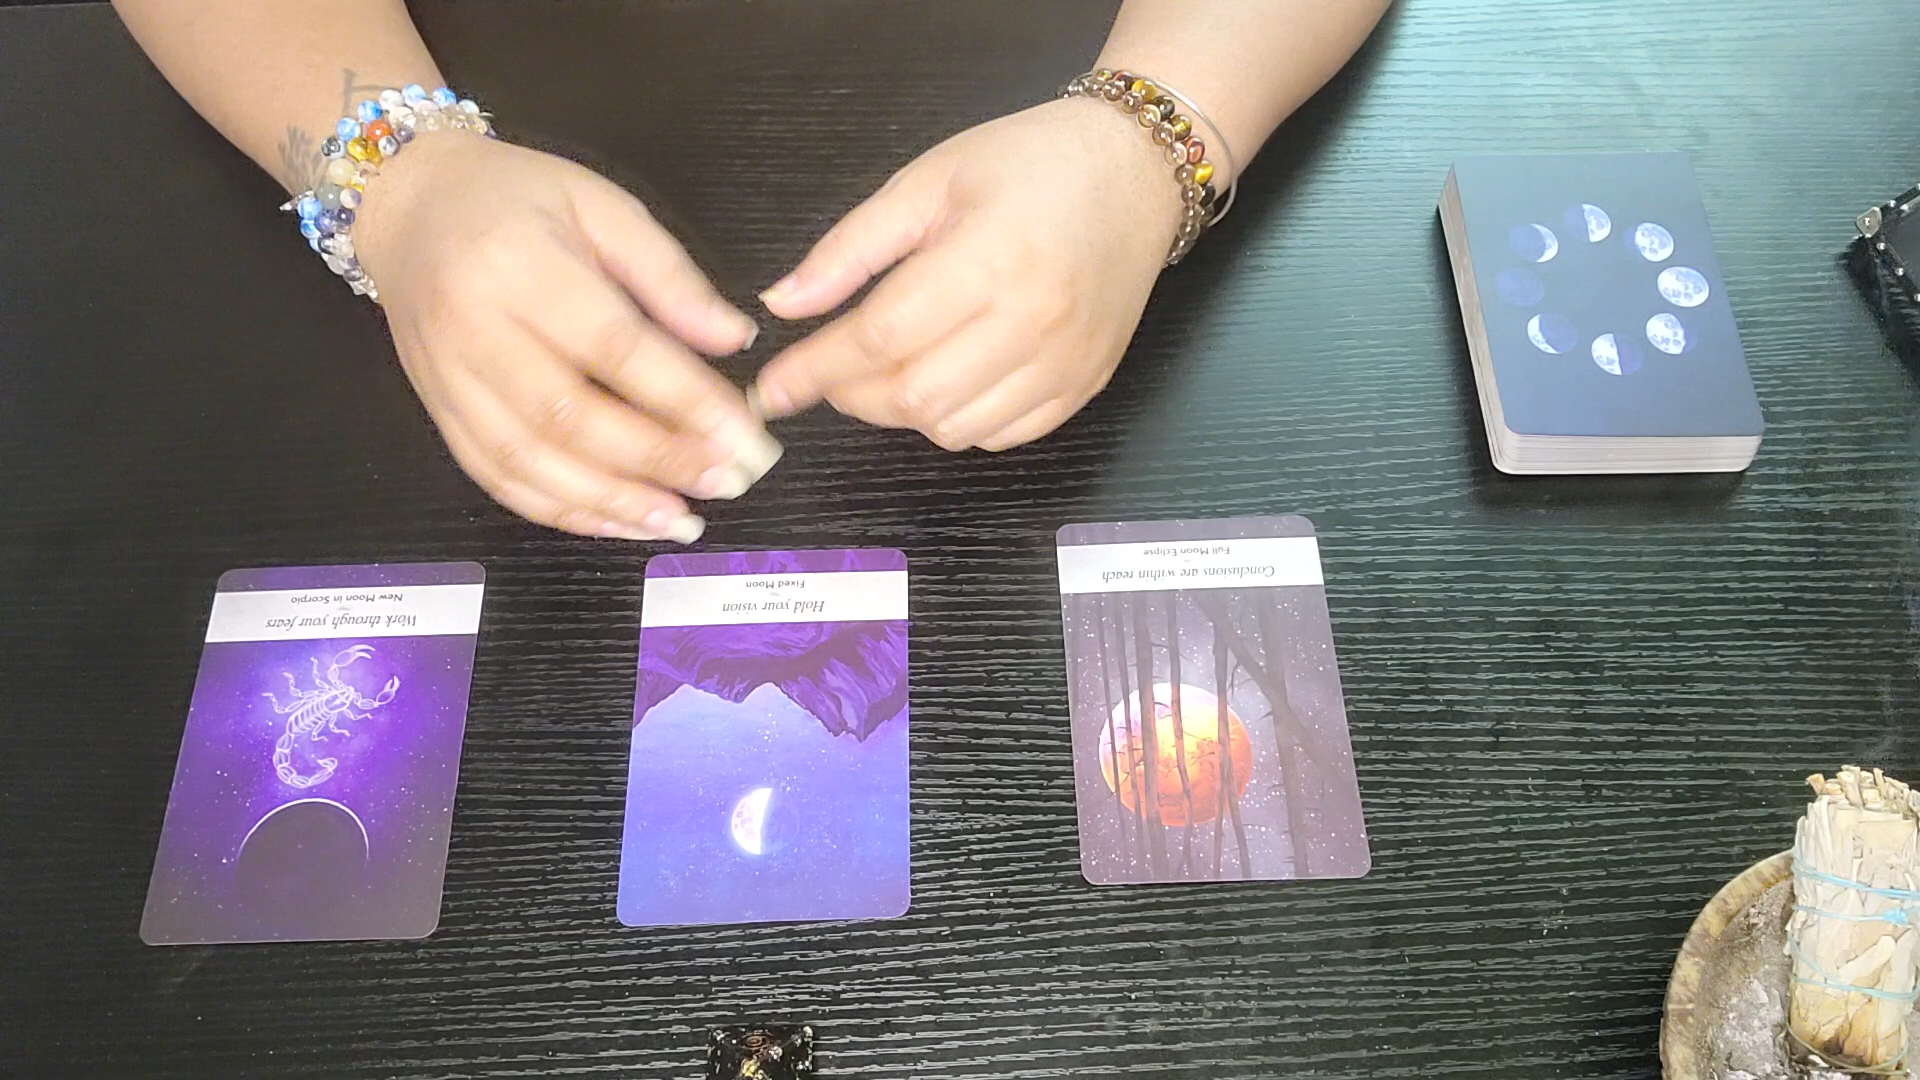 Work through your fears
New Moon in Scorpio
Hold your vision
Fixed Moon
Conclusions are within reach
Full Moon Eclipse